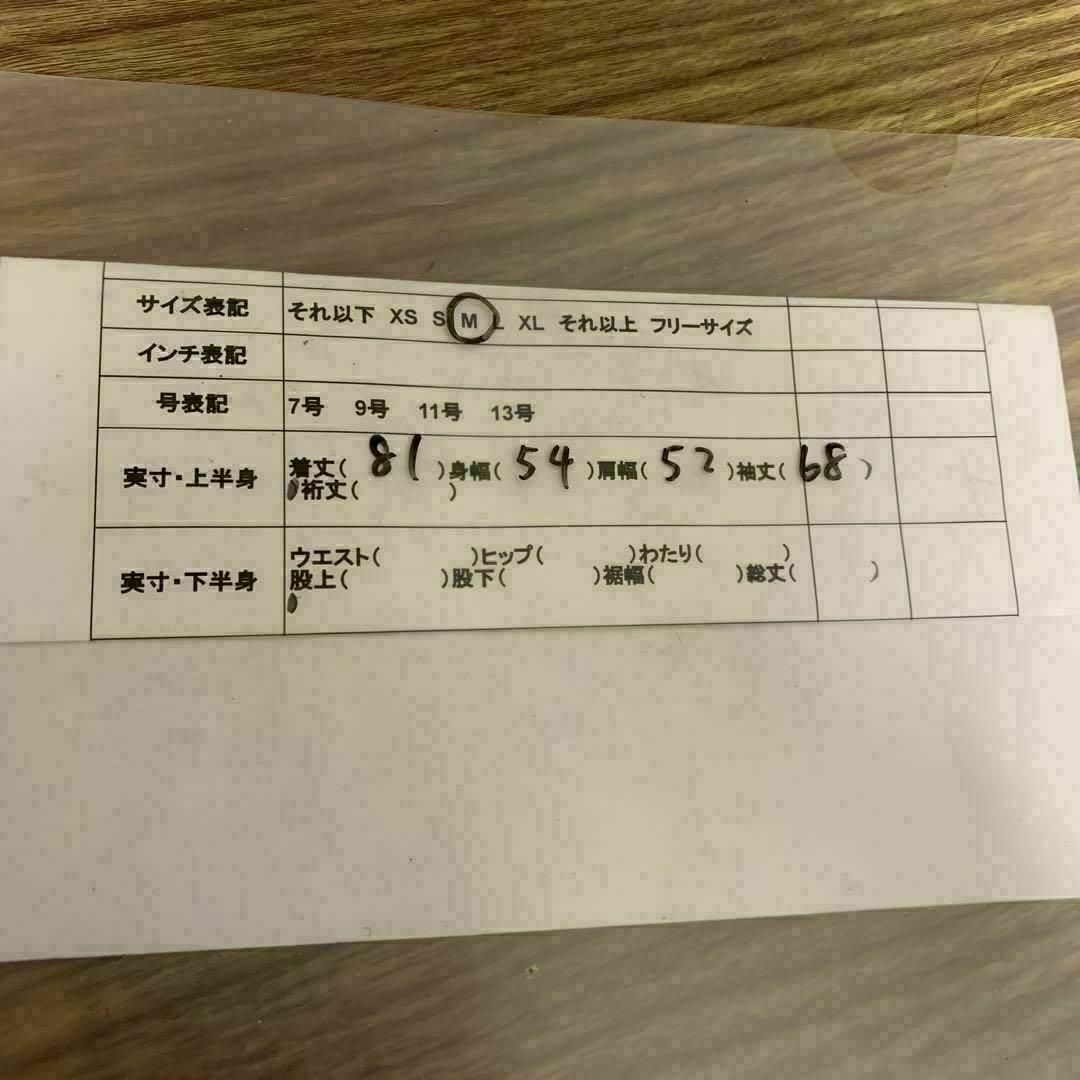 サイズ表記 それ以下 XS S M L XL それ以上 フリーサイズ
インチ表記
号表記 7号 9号 11号 13号
実寸・上半身 着丈( 81 )身幅( 54 )肩幅( 52 )袖丈( 68 )
裄丈( )
実寸・下半身 ウエスト( )ヒップ( )わたり( )
股上( )股下( )裾幅( )総丈( )